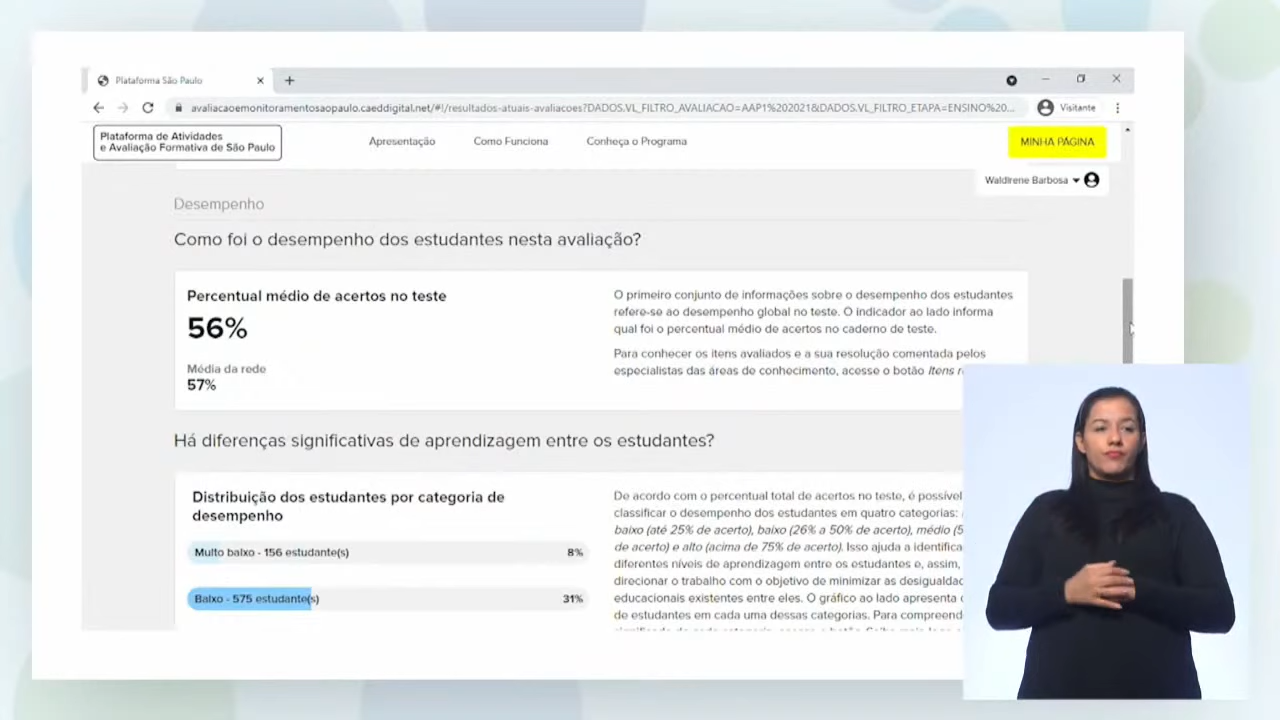 Plataforma São Paulo
avaliacaoemonitoramentosaopaulo.caeddigital.net/#!/resultados-atuais-avaliacoes?DADOS.VL_FILTRO_AVALIACAO=AAP1%202021&DADOS.VL_FILTRO_ETAPA=ENSINO%20...
Visitante
Plataforma de Atividades
e Avaliação Formativa de São Paulo
Apresentação
Como Funciona
Conheça o Programa
MINHA PÁGINA
Waldirene Barbosa
Desempenho
Como foi o desempenho dos estudantes nesta avaliação?
Percentual médio de acertos no teste
56%
Média da rede
57%
O primeiro conjunto de informações sobre o desempenho dos estudantes
refere-se ao desempenho global no teste. O indicador ao lado informa
qual foi o percentual médio de acertos no caderno de teste.
Para conhecer os itens avaliados e a sua resolução comentada pelos
especialistas das áreas de conhecimento, acesse o botão Itens
Há diferenças significativas de aprendizagem entre os estudantes?
Distribuição dos estudantes por categoria de
desempenho
Muito baixo - 156 estudante(s) 8%
Baixo - 575 estudante(s) 31%
De acordo com o percentual total de acertos no teste, é possível
classificar o desempenho dos estudantes em quatro categorias:
baixo (até 25% de acerto), baixo (26% a 50% de acerto), médio (5
de acerto) e alto (acima de 75% de acerto). Isso ajuda a identifica
diferentes níveis de aprendizagem entre os estudantes e, assim,
direcionar o trabalho com o objetivo de minimizar as desigualdad
educacionais existentes entre eles. O gráfico ao lado apresenta
de estudantes em cada uma dessas categorias. Para compreend